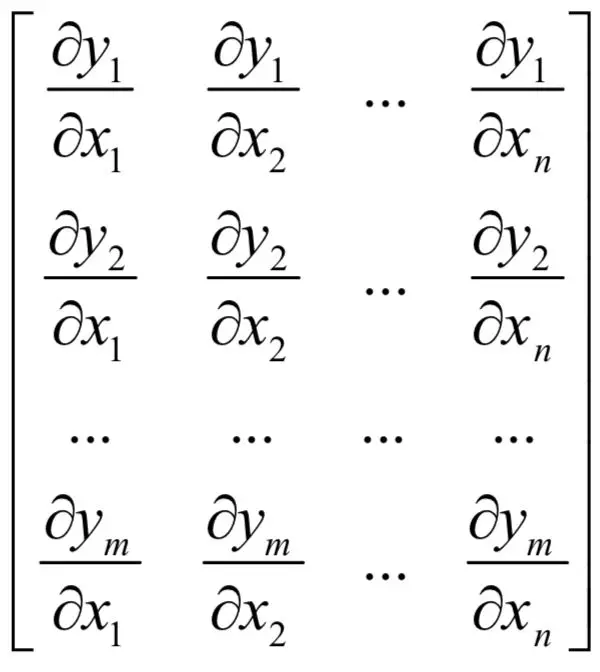 ∂y₁/∂x₁ ∂y₁/∂x₂ ... ∂y₁/∂xₙ
∂y₂/∂x₁ ∂y₂/∂x₂ ... ∂y₂/∂xₙ
... ... ... ...
∂yₘ/∂x₁ ∂yₘ/∂x₂ ... ∂yₘ/∂xₙ